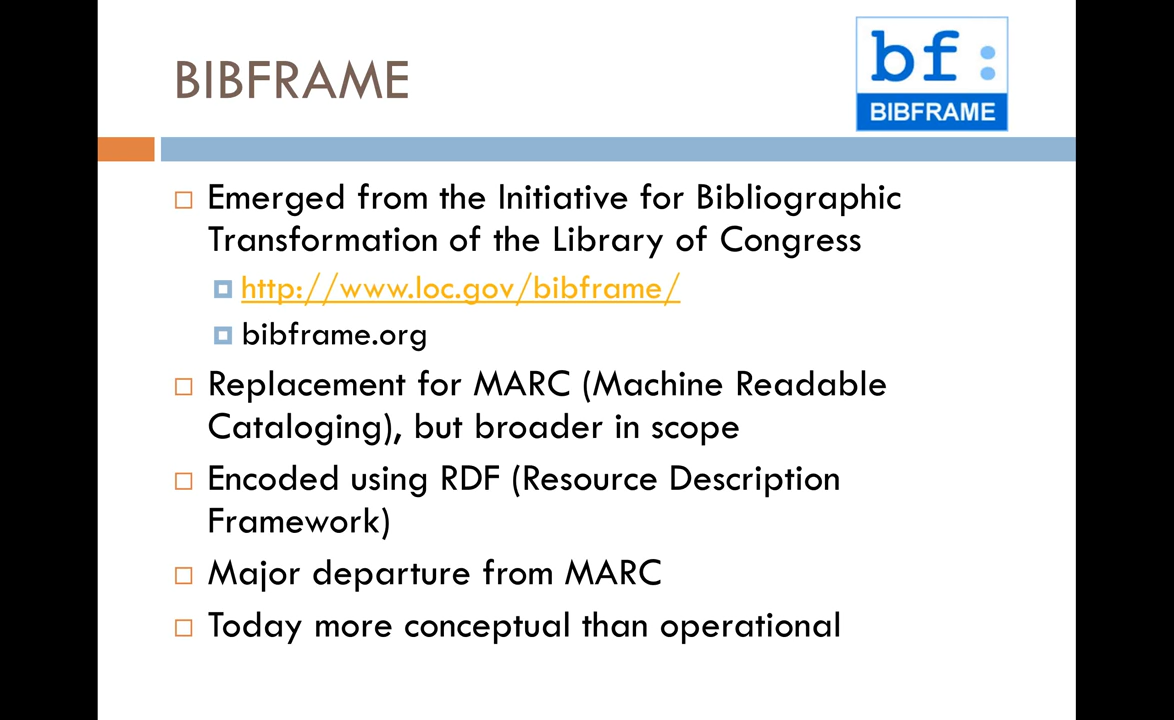 BIBFRAME
bf:
BIBFRAME
Emerged from the Initiative for Bibliographic
Transformation of the Library of Congress
http://www.loc.gov/bibframe/
bibframe.org
Replacement for MARC (Machine Readable
Cataloging), but broader in scope
Encoded using RDF (Resource Description
Framework)
Major departure from MARC
Today more conceptual than operational